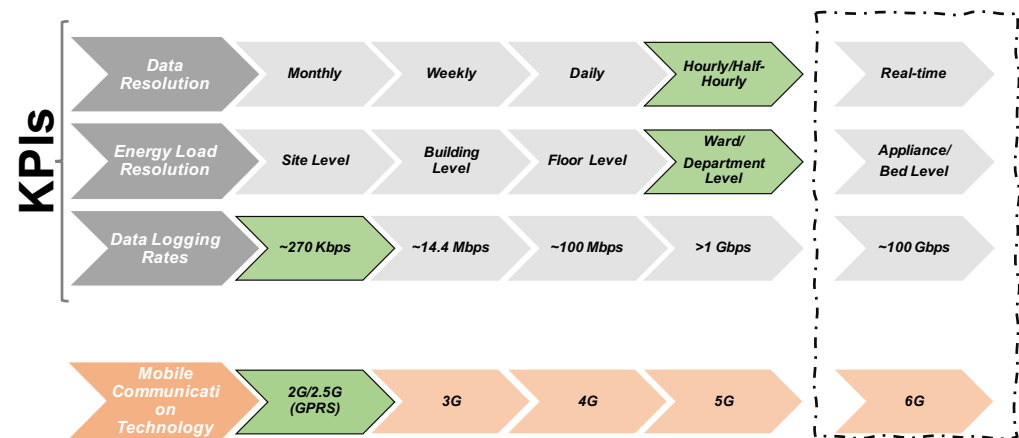 KPIs
Data
Resolution
Monthly
Weekly
Daily
Hourly/Half-
Hourly
Real-time
Energy Load
Resolution
Site Level
Building
Level
Floor Level
Ward/
Department
Level
Appliance/
Bed Level
Data Logging
Rates
~270 Kbps
~14.4 Mbps
~100 Mbps
>1 Gbps
~100 Gbps
Mobile
Communicati
on
Technology
2G/2.5G
(GPRS)
3G
4G
5G
6G